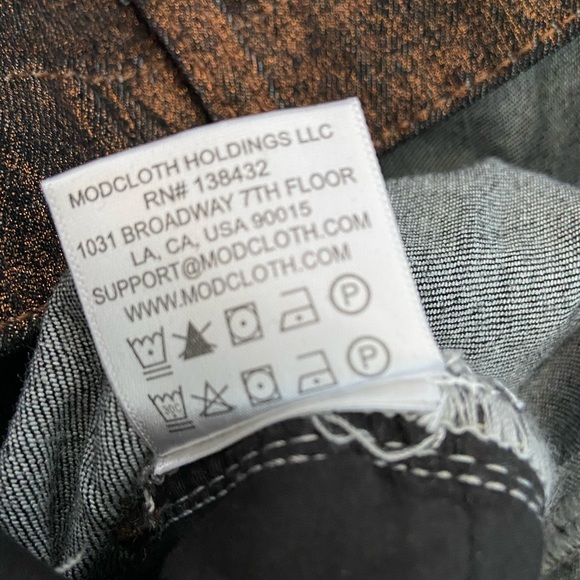 MODCLOTH HOLDINGS LLC
RN# 138432
1031 BROADWAY 7TH FLOOR
LA, CA, USA 90015
SUPPORT@MODCLOTH.COM
WWW.MODCLOTH.COM
P
P